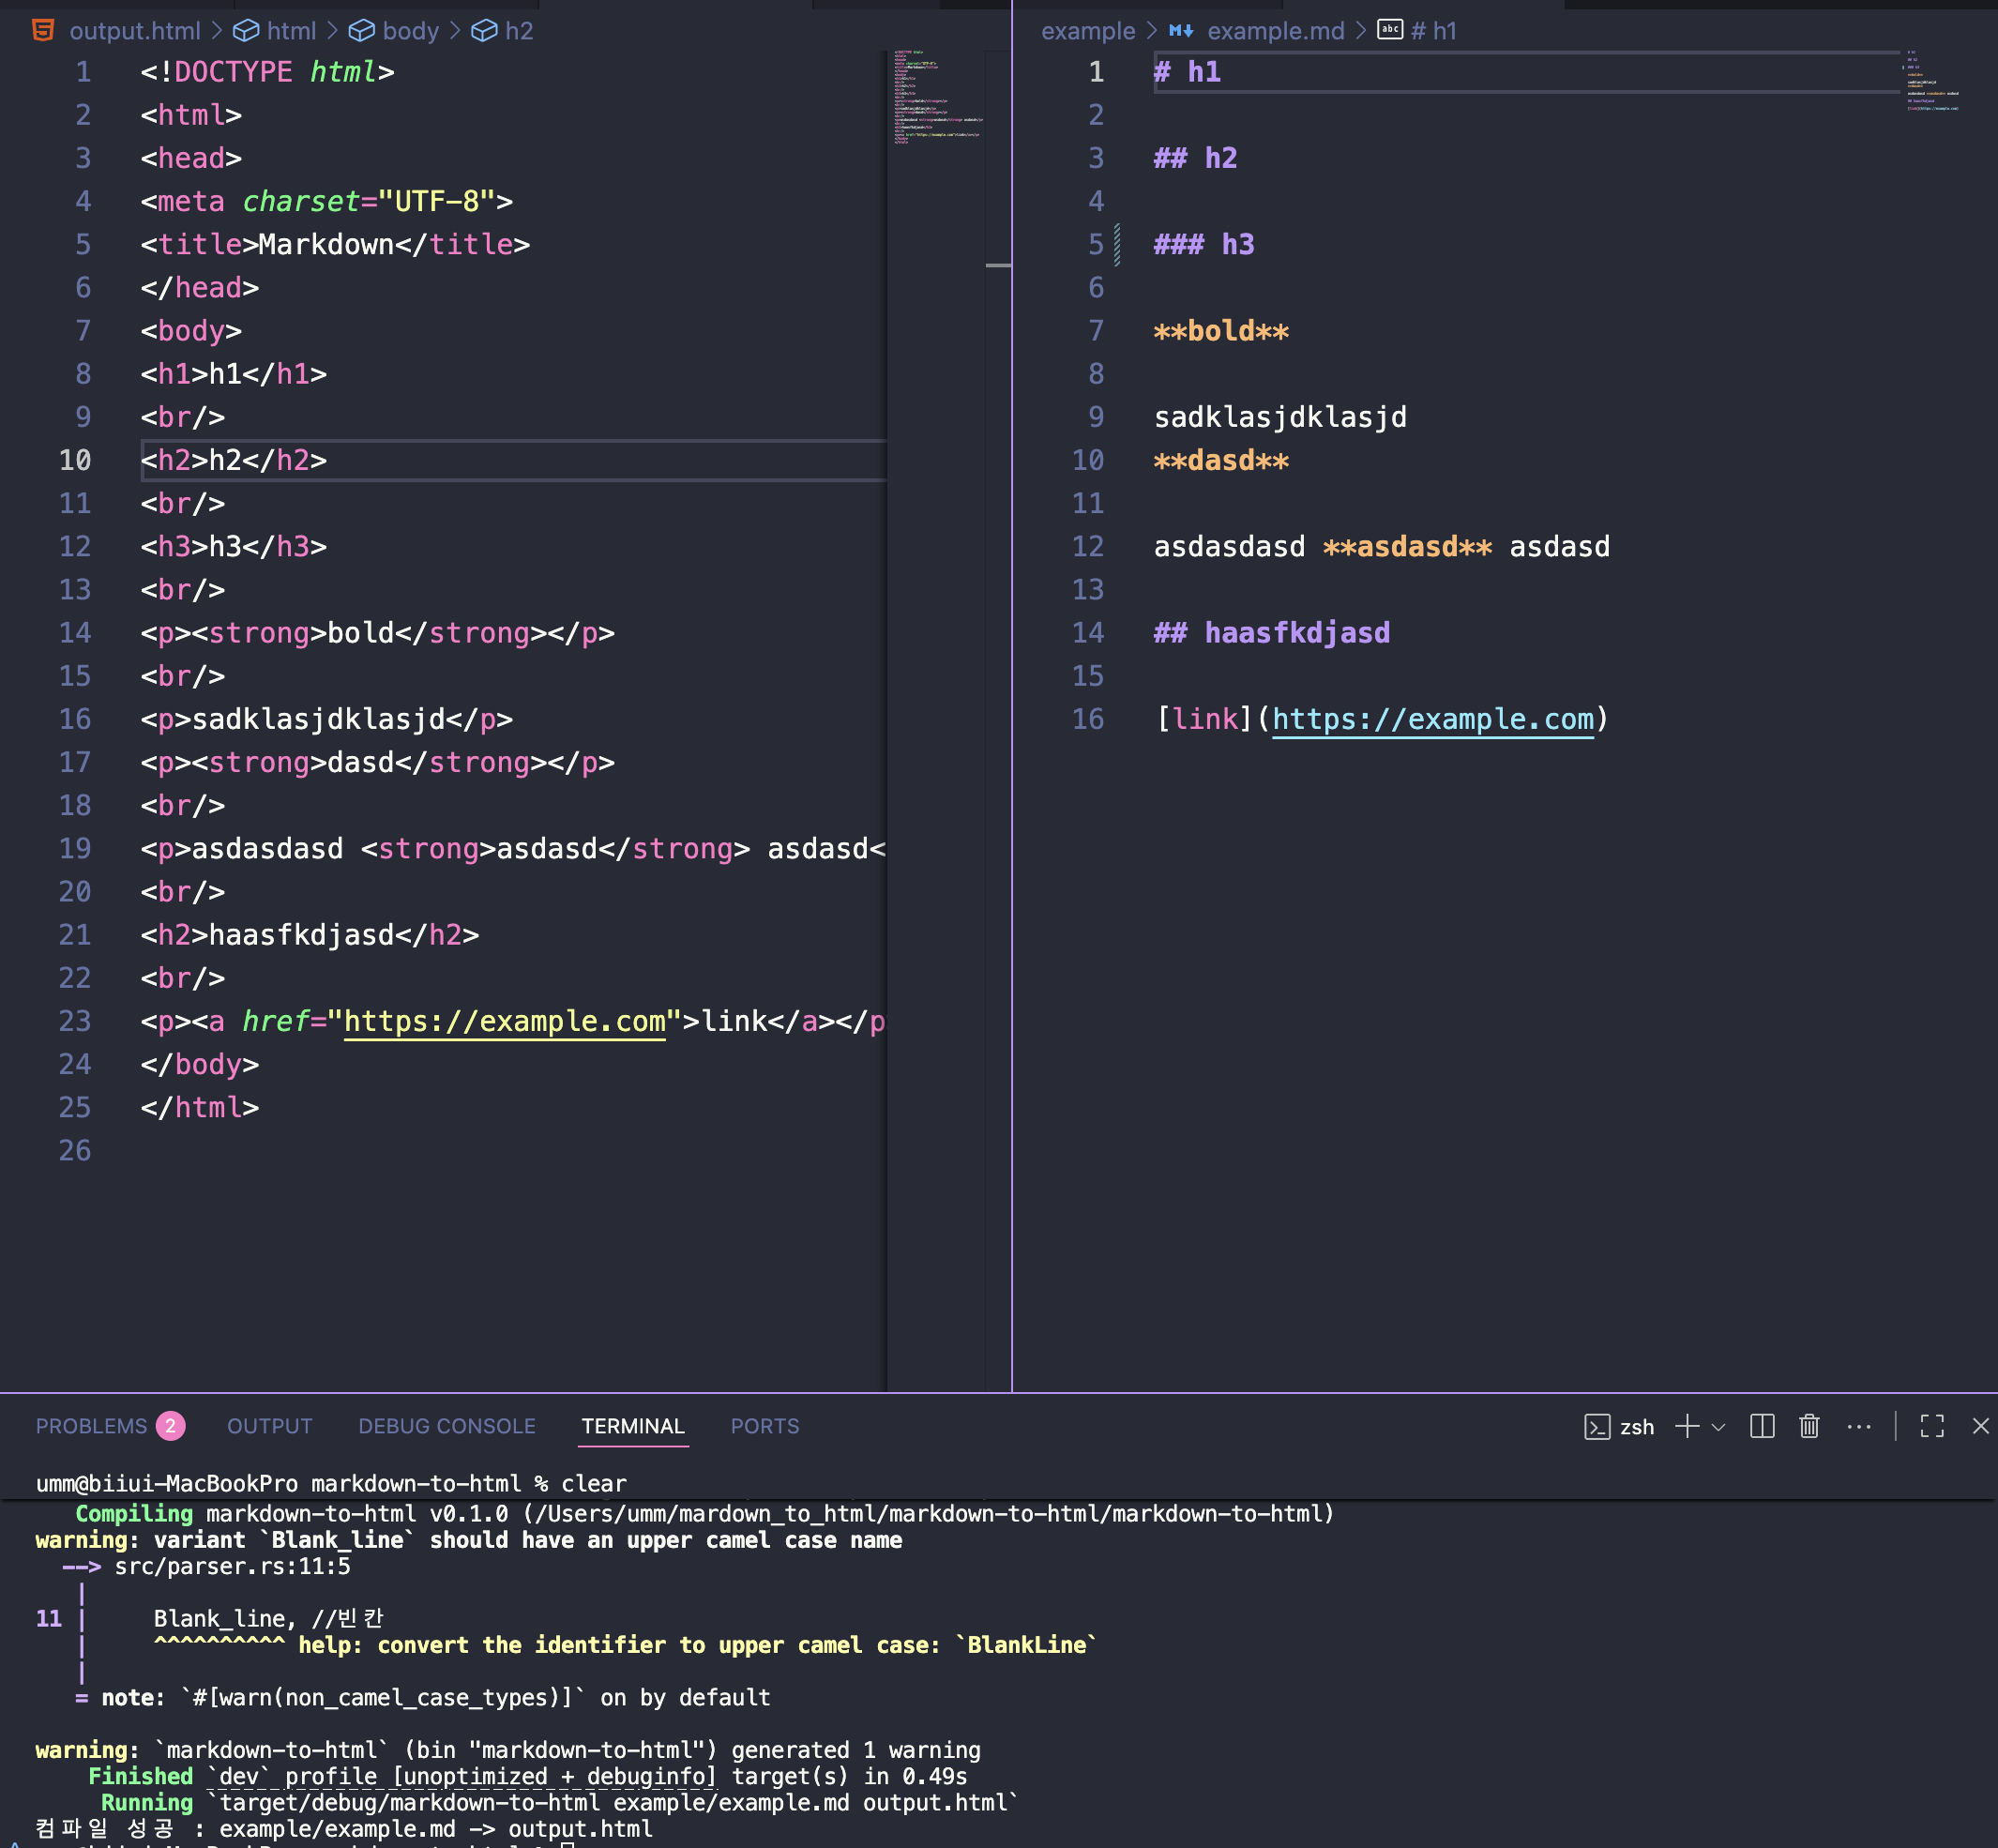 output.html > html > body > h2
1 <!DOCTYPE html>
2 <html>
3 <head>
4 <meta charset="UTF-8">
5 <title>Markdown</title>
6 </head>
7 <body>
8 <h1>h1</h1>
9 <br/>
10 <h2>h2</h2>
11 <br/>
12 <h3>h3</h3>
13 <br/>
14 <p><strong>bold</strong></p>
15 <br/>
16 <p>sadklasjdklasjd</p>
17 <p><strong>dasd</strong></p>
18 <br/>
19 <p>asdasdasd <strong>asdasd</strong> asdasd<
20 <br/>
21 <h2>haasfkdjasd</h2>
22 <br/>
23 <p><a href="https://example.com">link</a></p
24 </body>
25 </html>
26
example > example.md > abc # h1
1 # h1
2
3 ## h2
4
5 ### h3
6
7 **bold**
8
9 sadklasjdklasjd
10 **dasd**
11
12 asdasdasd **asdasd** asdasd
13
14 ## haasfkdjasd
15
16 [link](https://example.com)
PROBLEMS 2 OUTPUT DEBUG CONSOLE TERMINAL PORTS zsh
umm@biiui-MacBookPro markdown-to-html % clear
Compiling markdown-to-html v0.1.0 (/Users/umm/mardown_to_html/markdown-to-html/markdown-to-html)
warning: variant `Blank_line` should have an upper camel case name
--> src/parser.rs:11:5
|
11 | Blank_line, //빈칸
| ^^^^^^^^^^ help: convert the identifier to upper camel case: `BlankLine`
|
= note: `#[warn(non_camel_case_types)]` on by default
warning: `markdown-to-html` (bin "markdown-to-html") generated 1 warning
Finished `dev` profile [unoptimized + debuginfo] target(s) in 0.49s
Running `target/debug/markdown-to-html example/example.md output.html`
컴파일 성공 : example/example.md -> output.html